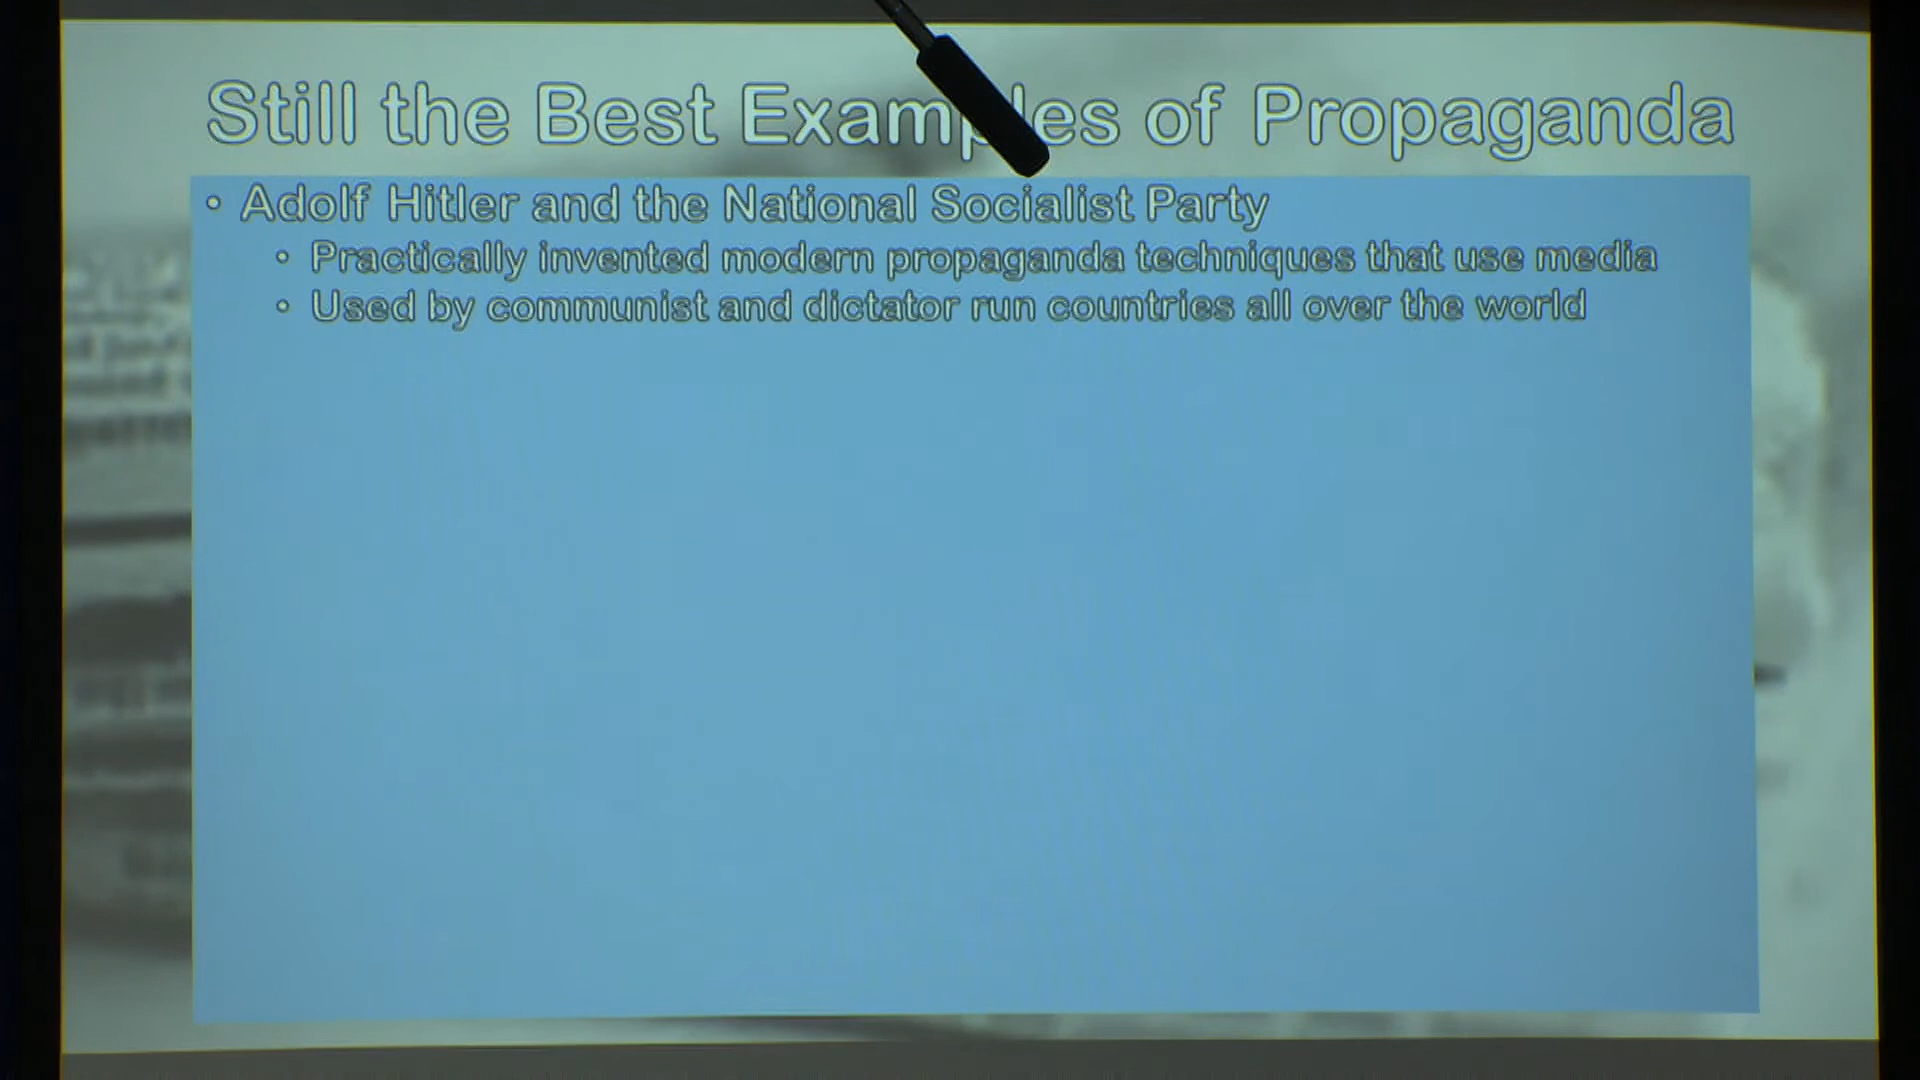 Still the Best Examples of Propaganda
• Adolf Hitler and the National Socialist Party
• Practically invented modern propaganda techniques that use media
• Used by communist and dictator run countries all over the world